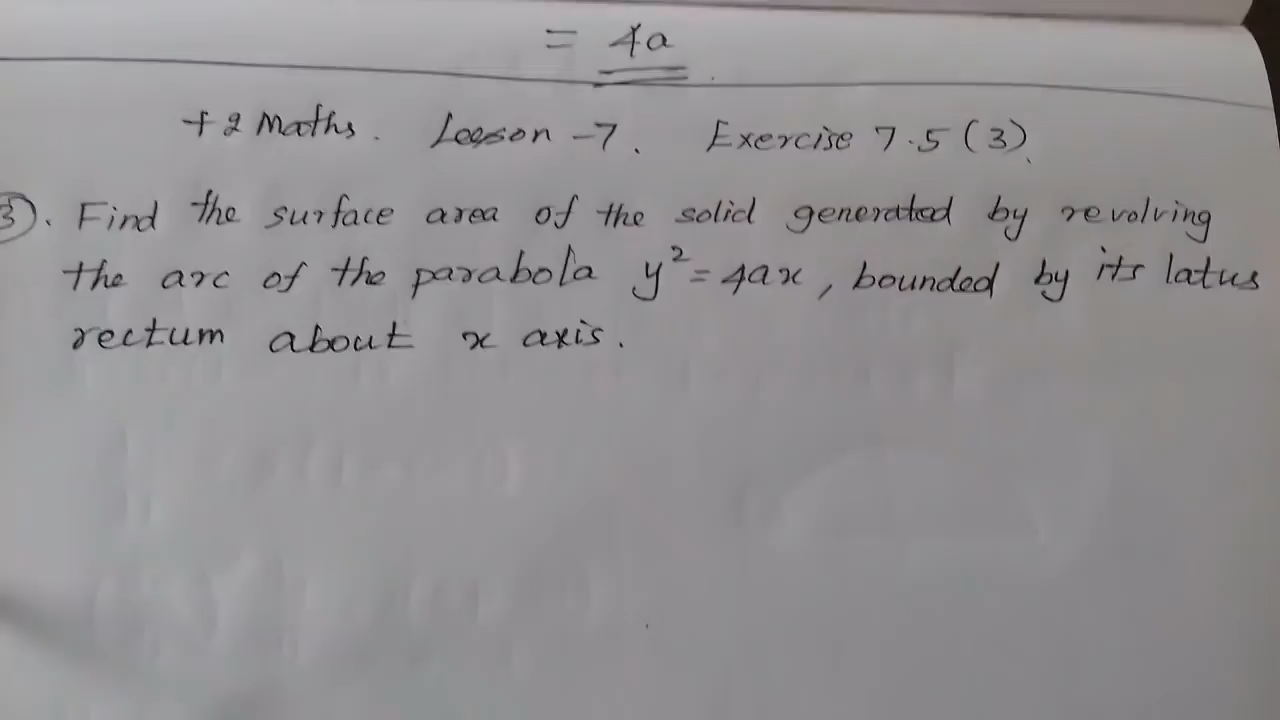 = 4a
+2 Maths. Leeson -7. Exercise 7.5 (3).
3). Find the surface area of the solid generated by revolving
the arc of the parabola y² = 4ax, bounded by its latus
rectum about x axis.